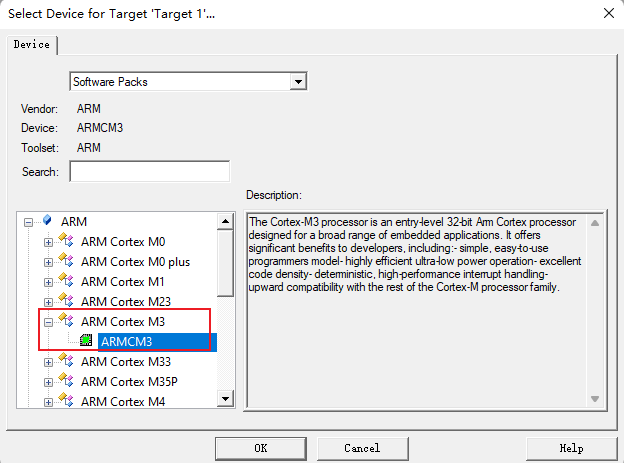 Select Device for Target 'Target 1'...
Device
Software Packs
Vendor: ARM
Device: ARMCM3
Toolset: ARM
Search:
Description:
ARM
ARM Cortex M0
ARM Cortex M0 plus
ARM Cortex M1
ARM Cortex M23
ARM Cortex M3
ARMCM3
ARM Cortex M33
ARM Cortex M35P
ARM Cortex M4
The Cortex-M3 processor is an entry-level 32-bit Arm Cortex processor
designed for a broad range of embedded applications. It offers
significant benefits to developers, including:- simple, easy-to-use
programmers model- highly efficient ultra-low power operation- excellent
code density- deterministic, high-performance interrupt handling-
upward compatibility with the rest of the Cortex-M processor family.
OK
Cancel
Help